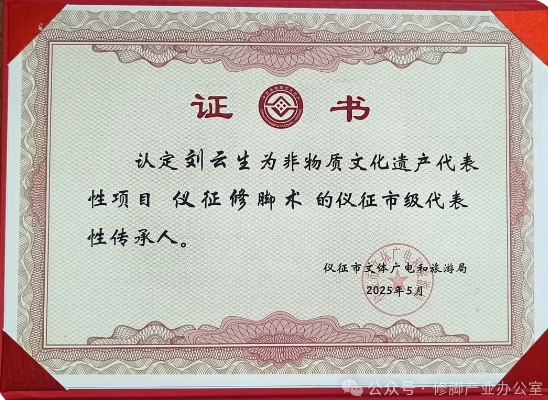 证 书
认定刘云生为非物质文化遗产代表
性项目 仪征修脚术 的仪征市级代表
性传承人。
仪征市文体广电和旅游局
2025年5月
公众号·修脚产业办公室